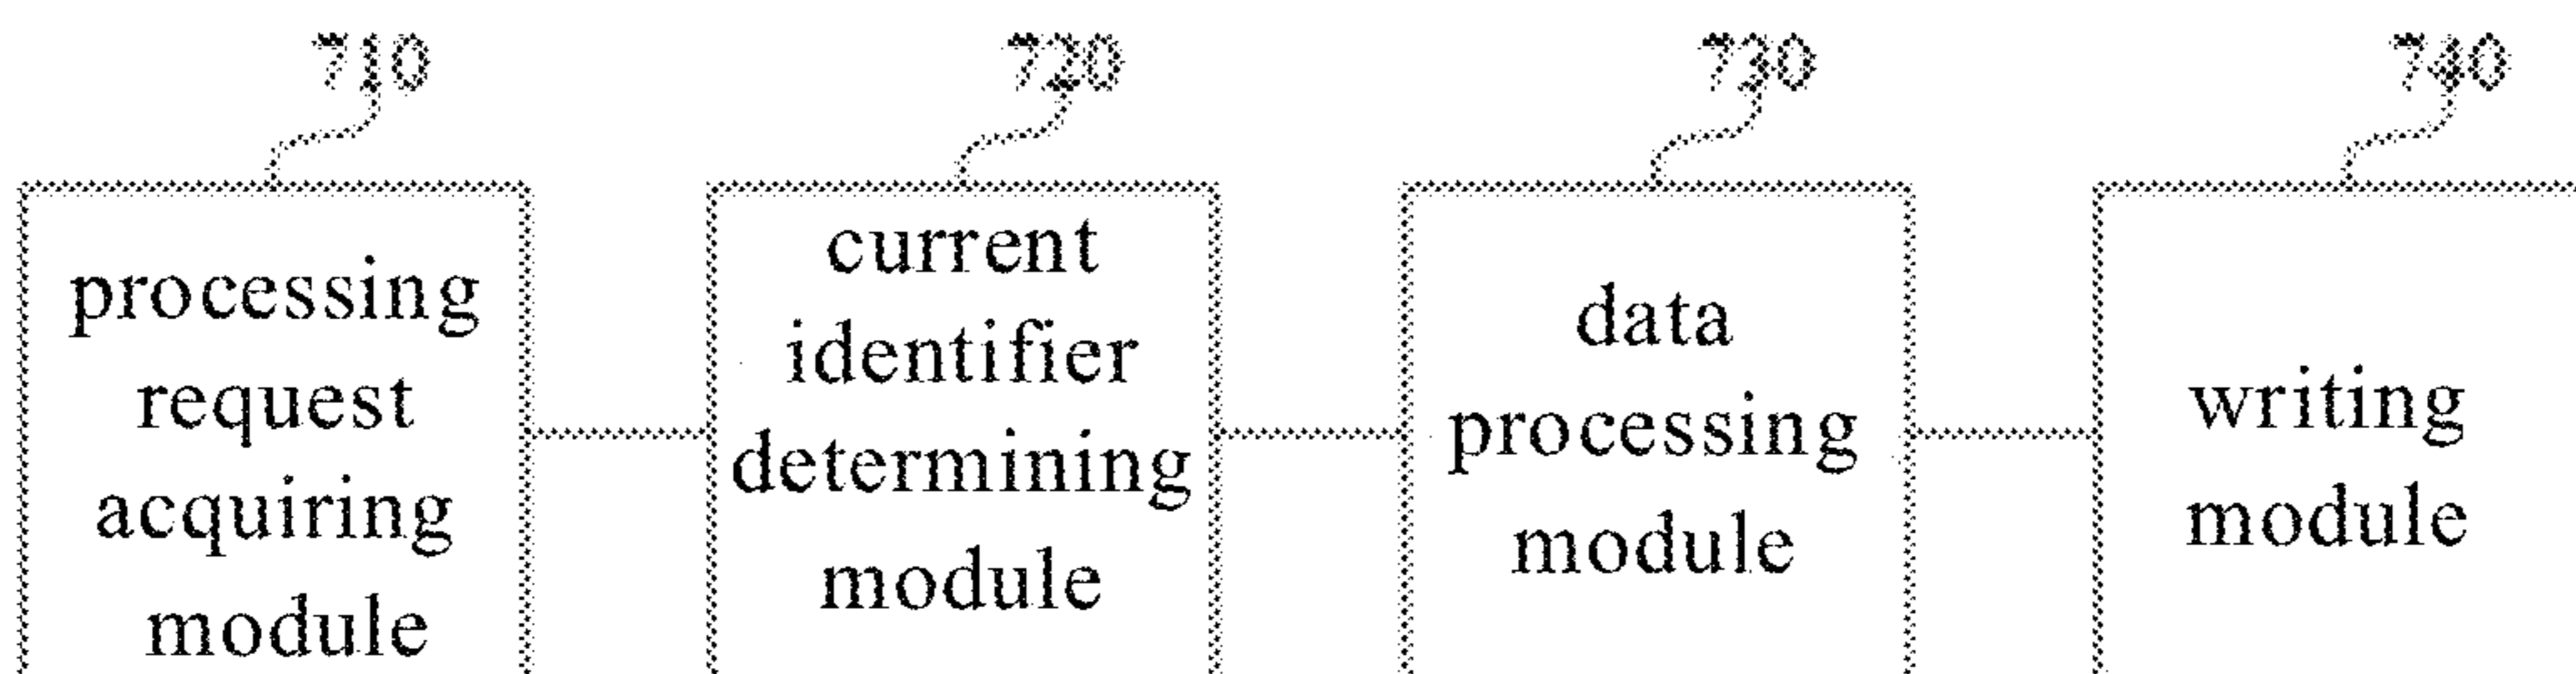 710
720
730
740
processing
request
acquiring
module
current
identifier
determining
module
data
processing
module
writing
module